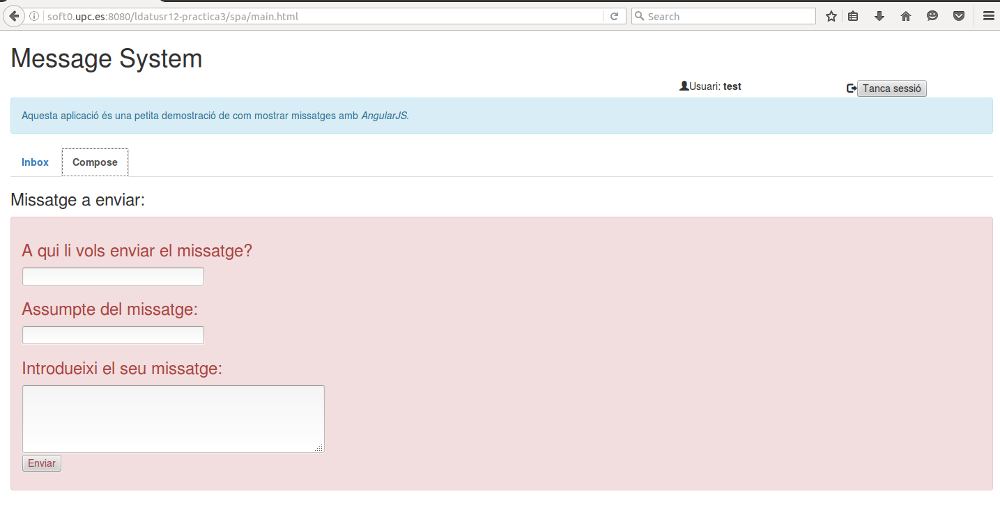 soft0.upc.es:8080/ldatusr12-practica3/spa/main.html
Search
Message System
Usuari: test
Tanca sessió
Aquesta aplicació és una petita demostració de com mostrar missatges amb AngularJS.
Inbox
Compose
Missatge a enviar:
A qui li vols enviar el missatge?
Assumpte del missatge:
Introdueixi el seu missatge:
Enviar